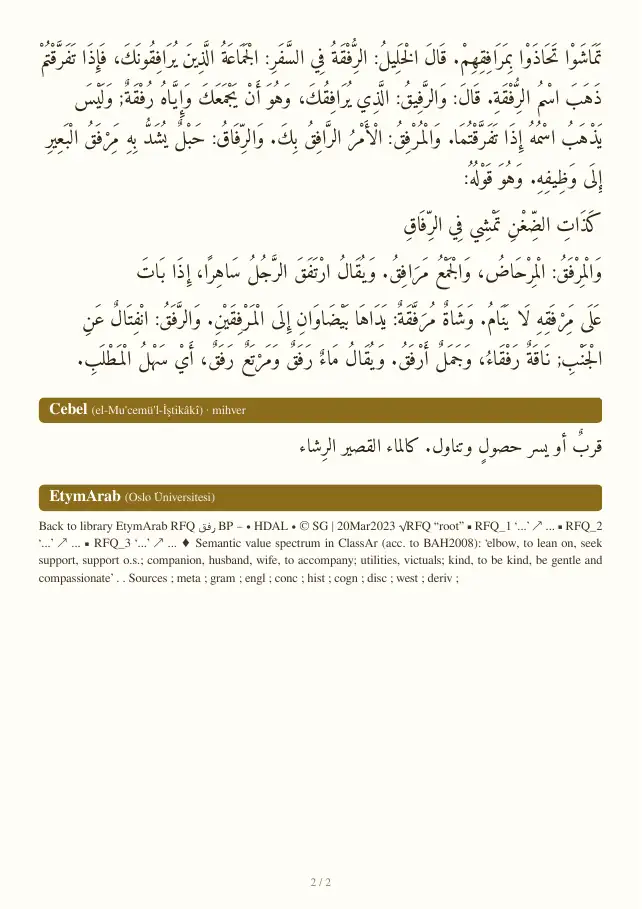 تَمَاشَوْا تَحَاذَوْا بِمَرَافِقِهِمْ. قَالَ الْخَلِيلُ: الرُّفْقَةُ فِي السَّفَرِ: الْجَمَاعَةُ الَّذِينَ يُرَافِقُونَكَ، فَإِذَا تَفَرَّقْتُمْ
ذَهَبَ اسْمُ الرُّفْقَةِ. قَالَ: وَالرَّفِيقُ: الَّذِي يُرَافِقُكَ، وَهُوَ أَنْ يَجْمَعَكَ وَإِيَّاهُ رُفْقَةٌ; وَلَيْسَ
يَذْهَبُ اسْمُهُ إِذَا تَفَرَّقْتُمَا. وَالْمُرْفِقُ: الْأَمْرُ الرَّافِقُ بِكَ. وَالرِّفَاقُ: حَبْلٌ يُشَدُّ بِهِ مِرْفَقُ الْبَعِيرِ
إِلَى وَظِيفِهِ. وَهُوَ قَوْلُهُ:
كَذَاتِ الضِّغْنِ تَمْشِي فِي الرِّفَاقِ
وَالْمِرْفَقُ: الْمِرْحَاضُ، وَالْجَمْعُ مَرَافِقُ. وَيُقَالُ ارْتَفَقَ الرَّجُلُ سَاهِرًا، إِذَا بَاتَ
عَلَى مِرْفَقِهِ لَا يَنَامُ. وَشَاةٌ مُرَفَّقَةٌ: يَدَاهَا بَيْضَاوَانِ إِلَى الْمَرْفِقَيْنِ. وَالرَّفَقُ: انْفِتَالٌ عَنِ
الْجَنْبِ; نَاقَةٌ رَفْقَاءُ، وَجَمَلٌ أَرْفَقُ. وَيُقَالُ مَاءٌ رَفَقٌ وَمَرْتَعٌ رَفَقٌ، أَيْ سَهْلُ الْمَطْلَبِ.
Cebel (el-Mu'cemü'l-İştikâkî) · mihver
قربٌ أو يسر حصولٍ وتناول. كالماء القصير الرِشاء
EtymArab (Oslo Üniversitesi)
Back to library EtymArab RFQ رفق BP – • HDAL • © SG | 20Mar2023 √RFQ “root” ▪ RFQ_1 ‘...’ ↗ ... ▪ RFQ_2
‘...’ ↗ ... ▪ RFQ_3 ‘...’ ↗ ... ♦ Semantic value spectrum in ClassAr (acc. to BAH2008): ‘elbow, to lean on, seek
support, support o.s.; companion, husband, wife, to accompany; utilities, victuals; kind, to be kind, be gentle and
compassionate’ . . Sources ; meta ; gram ; engl ; conc ; hist ; cogn ; disc ; west ; deriv ;
2 / 2